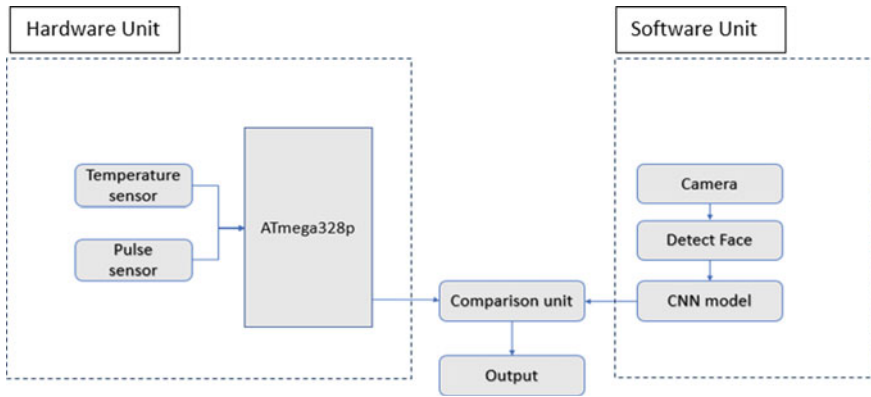 Hardware Unit
Software Unit
Temperature
sensor
Pulse
sensor
ATmega328p
Camera
Detect Face
CNN model
Comparison unit
Output